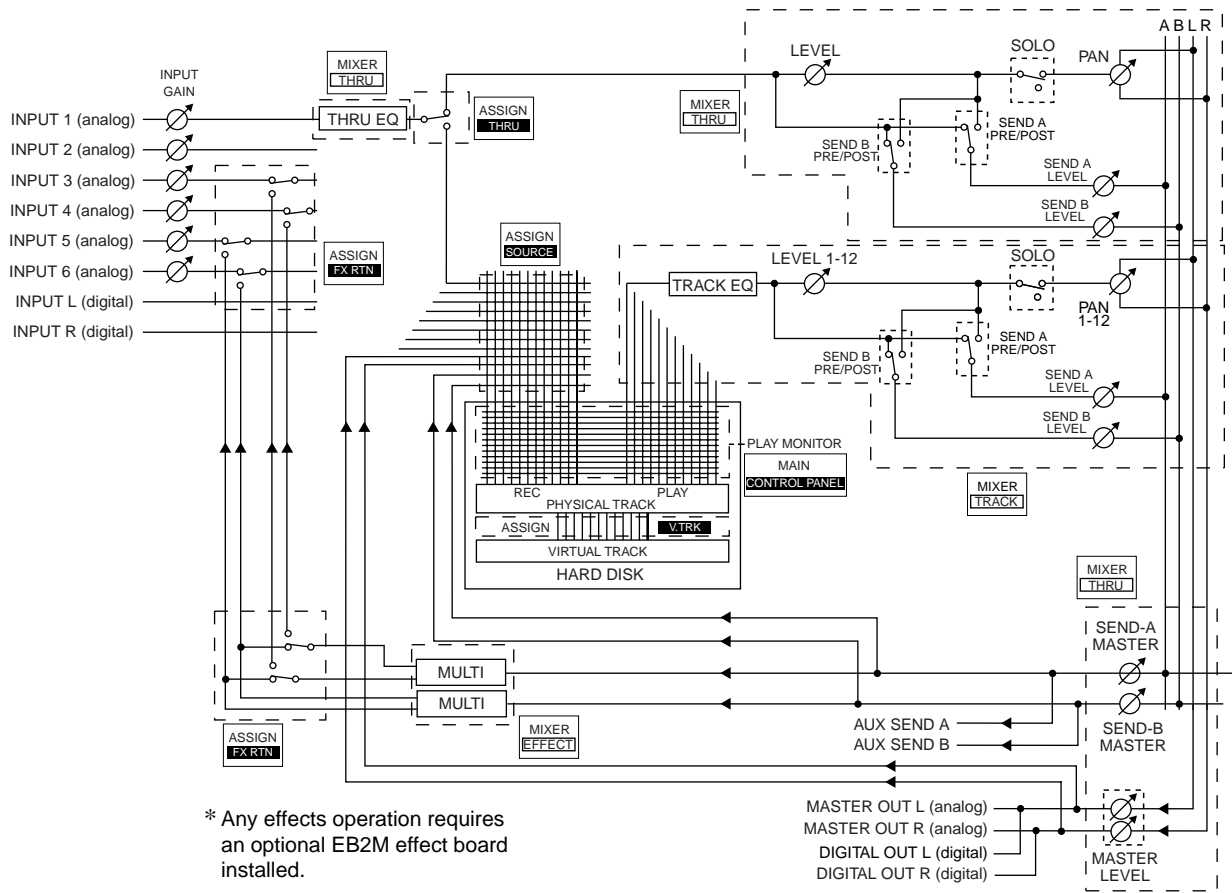 A B L R
LEVEL
SOLO
PAN
MIXER
THRU
INPUT
GAIN
ASSIGN
THRU
MIXER
THRU
INPUT 1 (analog)
THRU EQ
SEND A
PRE/POST
SEND B
PRE/POST
INPUT 2 (analog)
INPUT 3 (analog)
SEND A
LEVEL
INPUT 4 (analog)
SEND B
LEVEL
INPUT 5 (analog)
ASSIGN
SOURCE
ASSIGN
FX RTN
INPUT 6 (analog)
LEVEL 1-12
SOLO
INPUT L (digital)
TRACK EQ
PAN
1-12
INPUT R (digital)
SEND A
PRE/POST
SEND B
PRE/POST
SEND A
LEVEL
SEND B
LEVEL
PLAY MONITOR
MAIN
CONTROL PANEL
REC
PLAY
PHYSICAL TRACK
MIXER
TRACK
ASSIGN
V.TRK
VIRTUAL TRACK
HARD DISK
MIXER
THRU
SEND-A
MASTER
MULTI
MULTI
ASSIGN
FX RTN
MIXER
EFFECT
AUX SEND A
AUX SEND B
SEND-B
MASTER
* Any effects operation requires
an optional EB2M effect board
installed.
MASTER OUT L (analog)
MASTER OUT R (analog)
DIGITAL OUT L (digital)
DIGITAL OUT R (digital)
MASTER
LEVEL